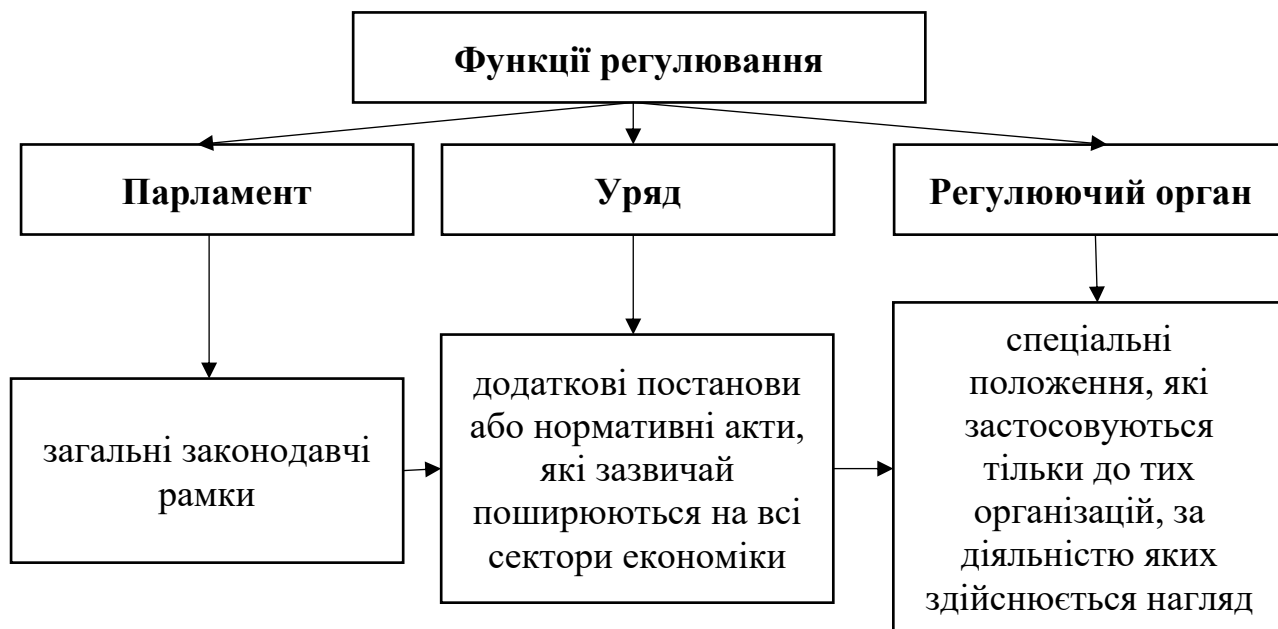 Функції регулювання
Парламент
Уряд
Регулюючий орган
загальні законодавчі
рамки
додаткові постанови
або нормативні акти,
які зазвичай
поширюються на всі
сектори економіки
спеціальні
положення, які
застосовуються
тільки до тих
організацій, за
діяльністю яких
здійснюється нагляд